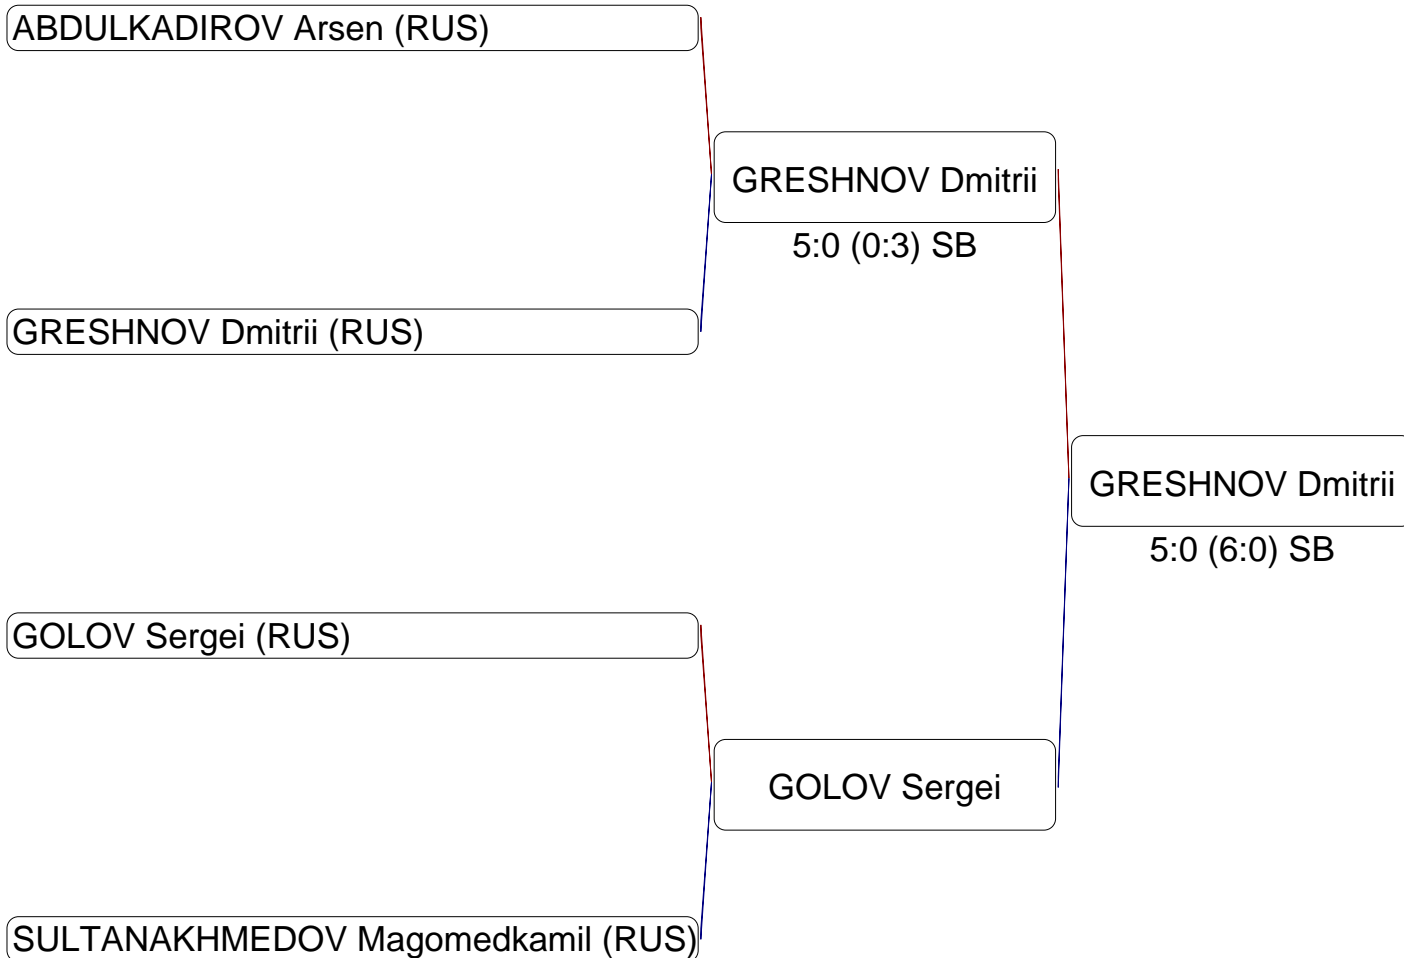 ABDULKADIROV Arsen (RUS)
GRESHNOV Dmitrii
5:0 (0:3) SB
GRESHNOV Dmitrii (RUS)
GRESHNOV Dmitrii
5:0 (6:0) SB
GOLOV Sergei (RUS)
GOLOV Sergei
SULTANAKHMEDOV Magomedkamil (RUS)